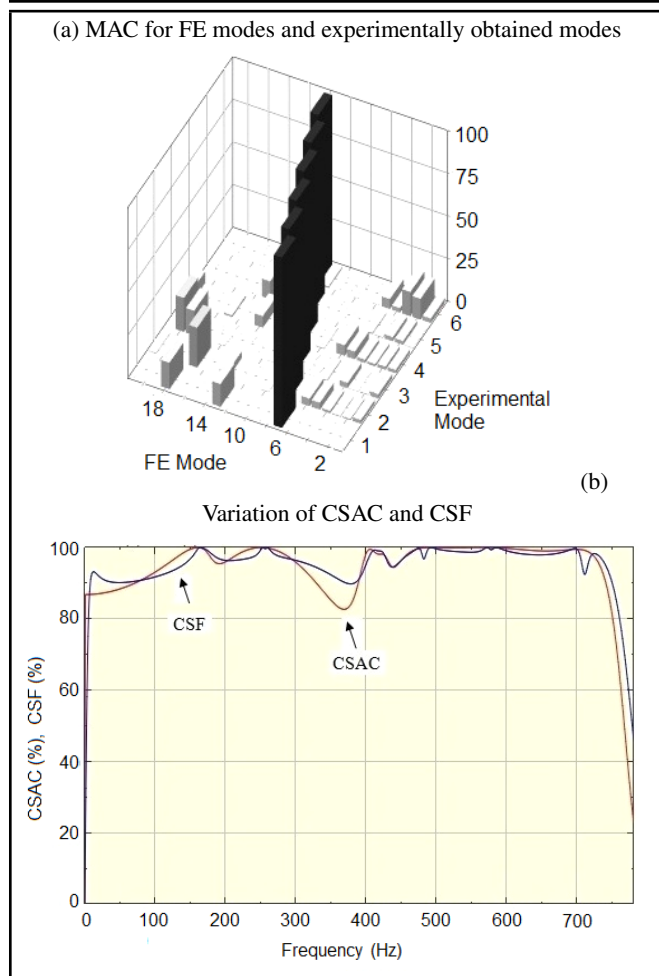 (a) MAC for FE modes and experimentally obtained modes
100
75
50
25
0
6
5
4
3
2
1
Experimental
Mode
18
14
10
6
2
FE Mode
(b)
Variation of CSAC and CSF
100
80
60
40
20
0
CSAC (%), CSF (%)
CSF
CSAC
0 100 200 300 400 500 600 700
Frequency (Hz)